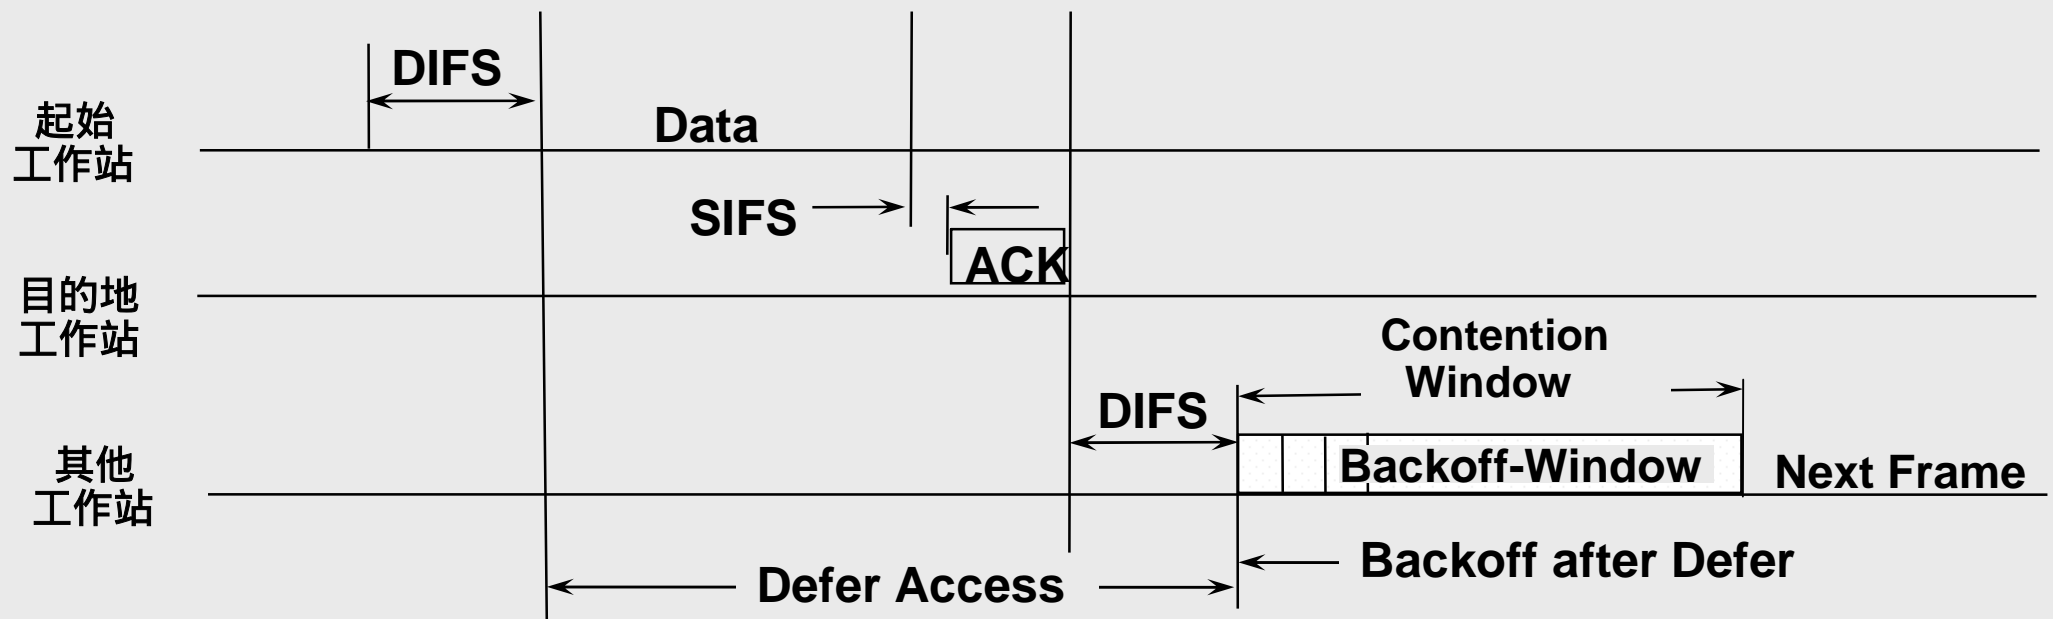 DIFS
起始
工作站
Data
SIFS
ACK
目的地
工作站
Contention
Window
DIFS
其他
工作站
Backoff-Window
Next Frame
Backoff after Defer
Defer Access